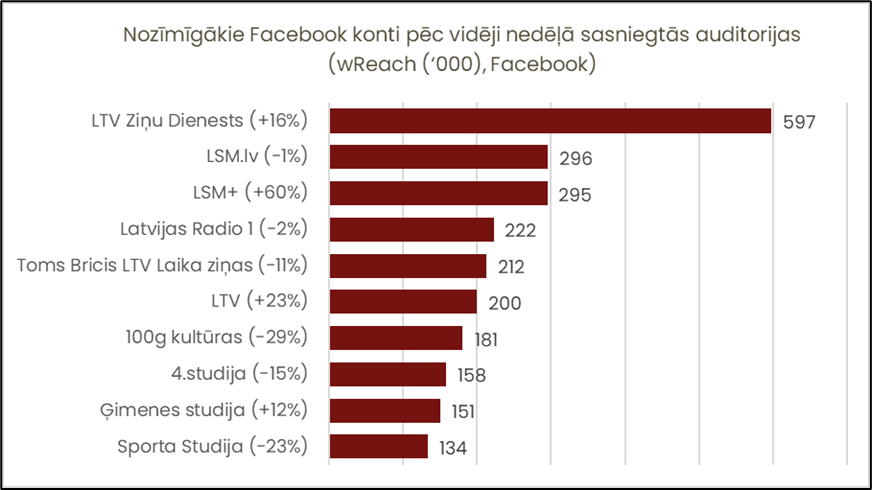 Nozīmīgākie Facebook konti pēc vidēji nedēļā sasniegtās auditorijas
(wReach (‘000), Facebook)
LTV Ziņu Dienests (+16%) 597
LSM.lv (-1%) 296
LSM+ (+60%) 295
Latvijas Radio 1 (-2%) 222
Toms Bricis LTV Laika ziņas (-11%) 212
LTV (+23%) 200
100g kultūras (-29%) 181
4.studija (-15%) 158
Ģimenes studija (+12%) 151
Sporta Studija (-23%) 134